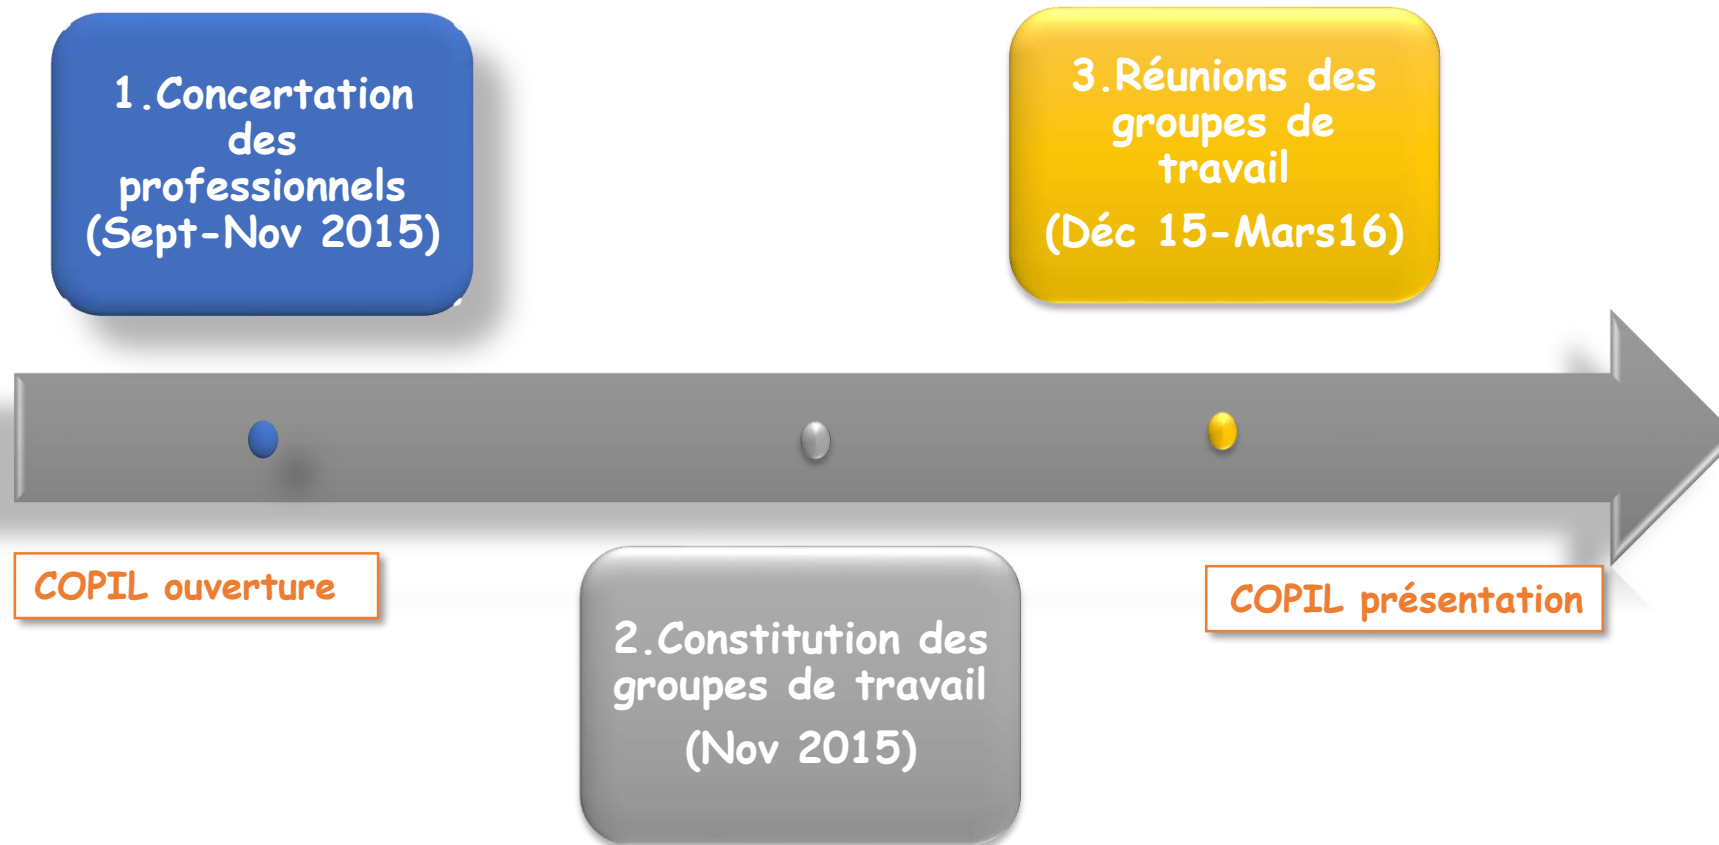 1.Concertation
des
professionnels
(Sept-Nov 2015)
3.Réunions des
groupes de
travail
(Déc 15-Mars16)
COPIL ouverture
2.Constitution des
groupes de travail
(Nov 2015)
COPIL présentation